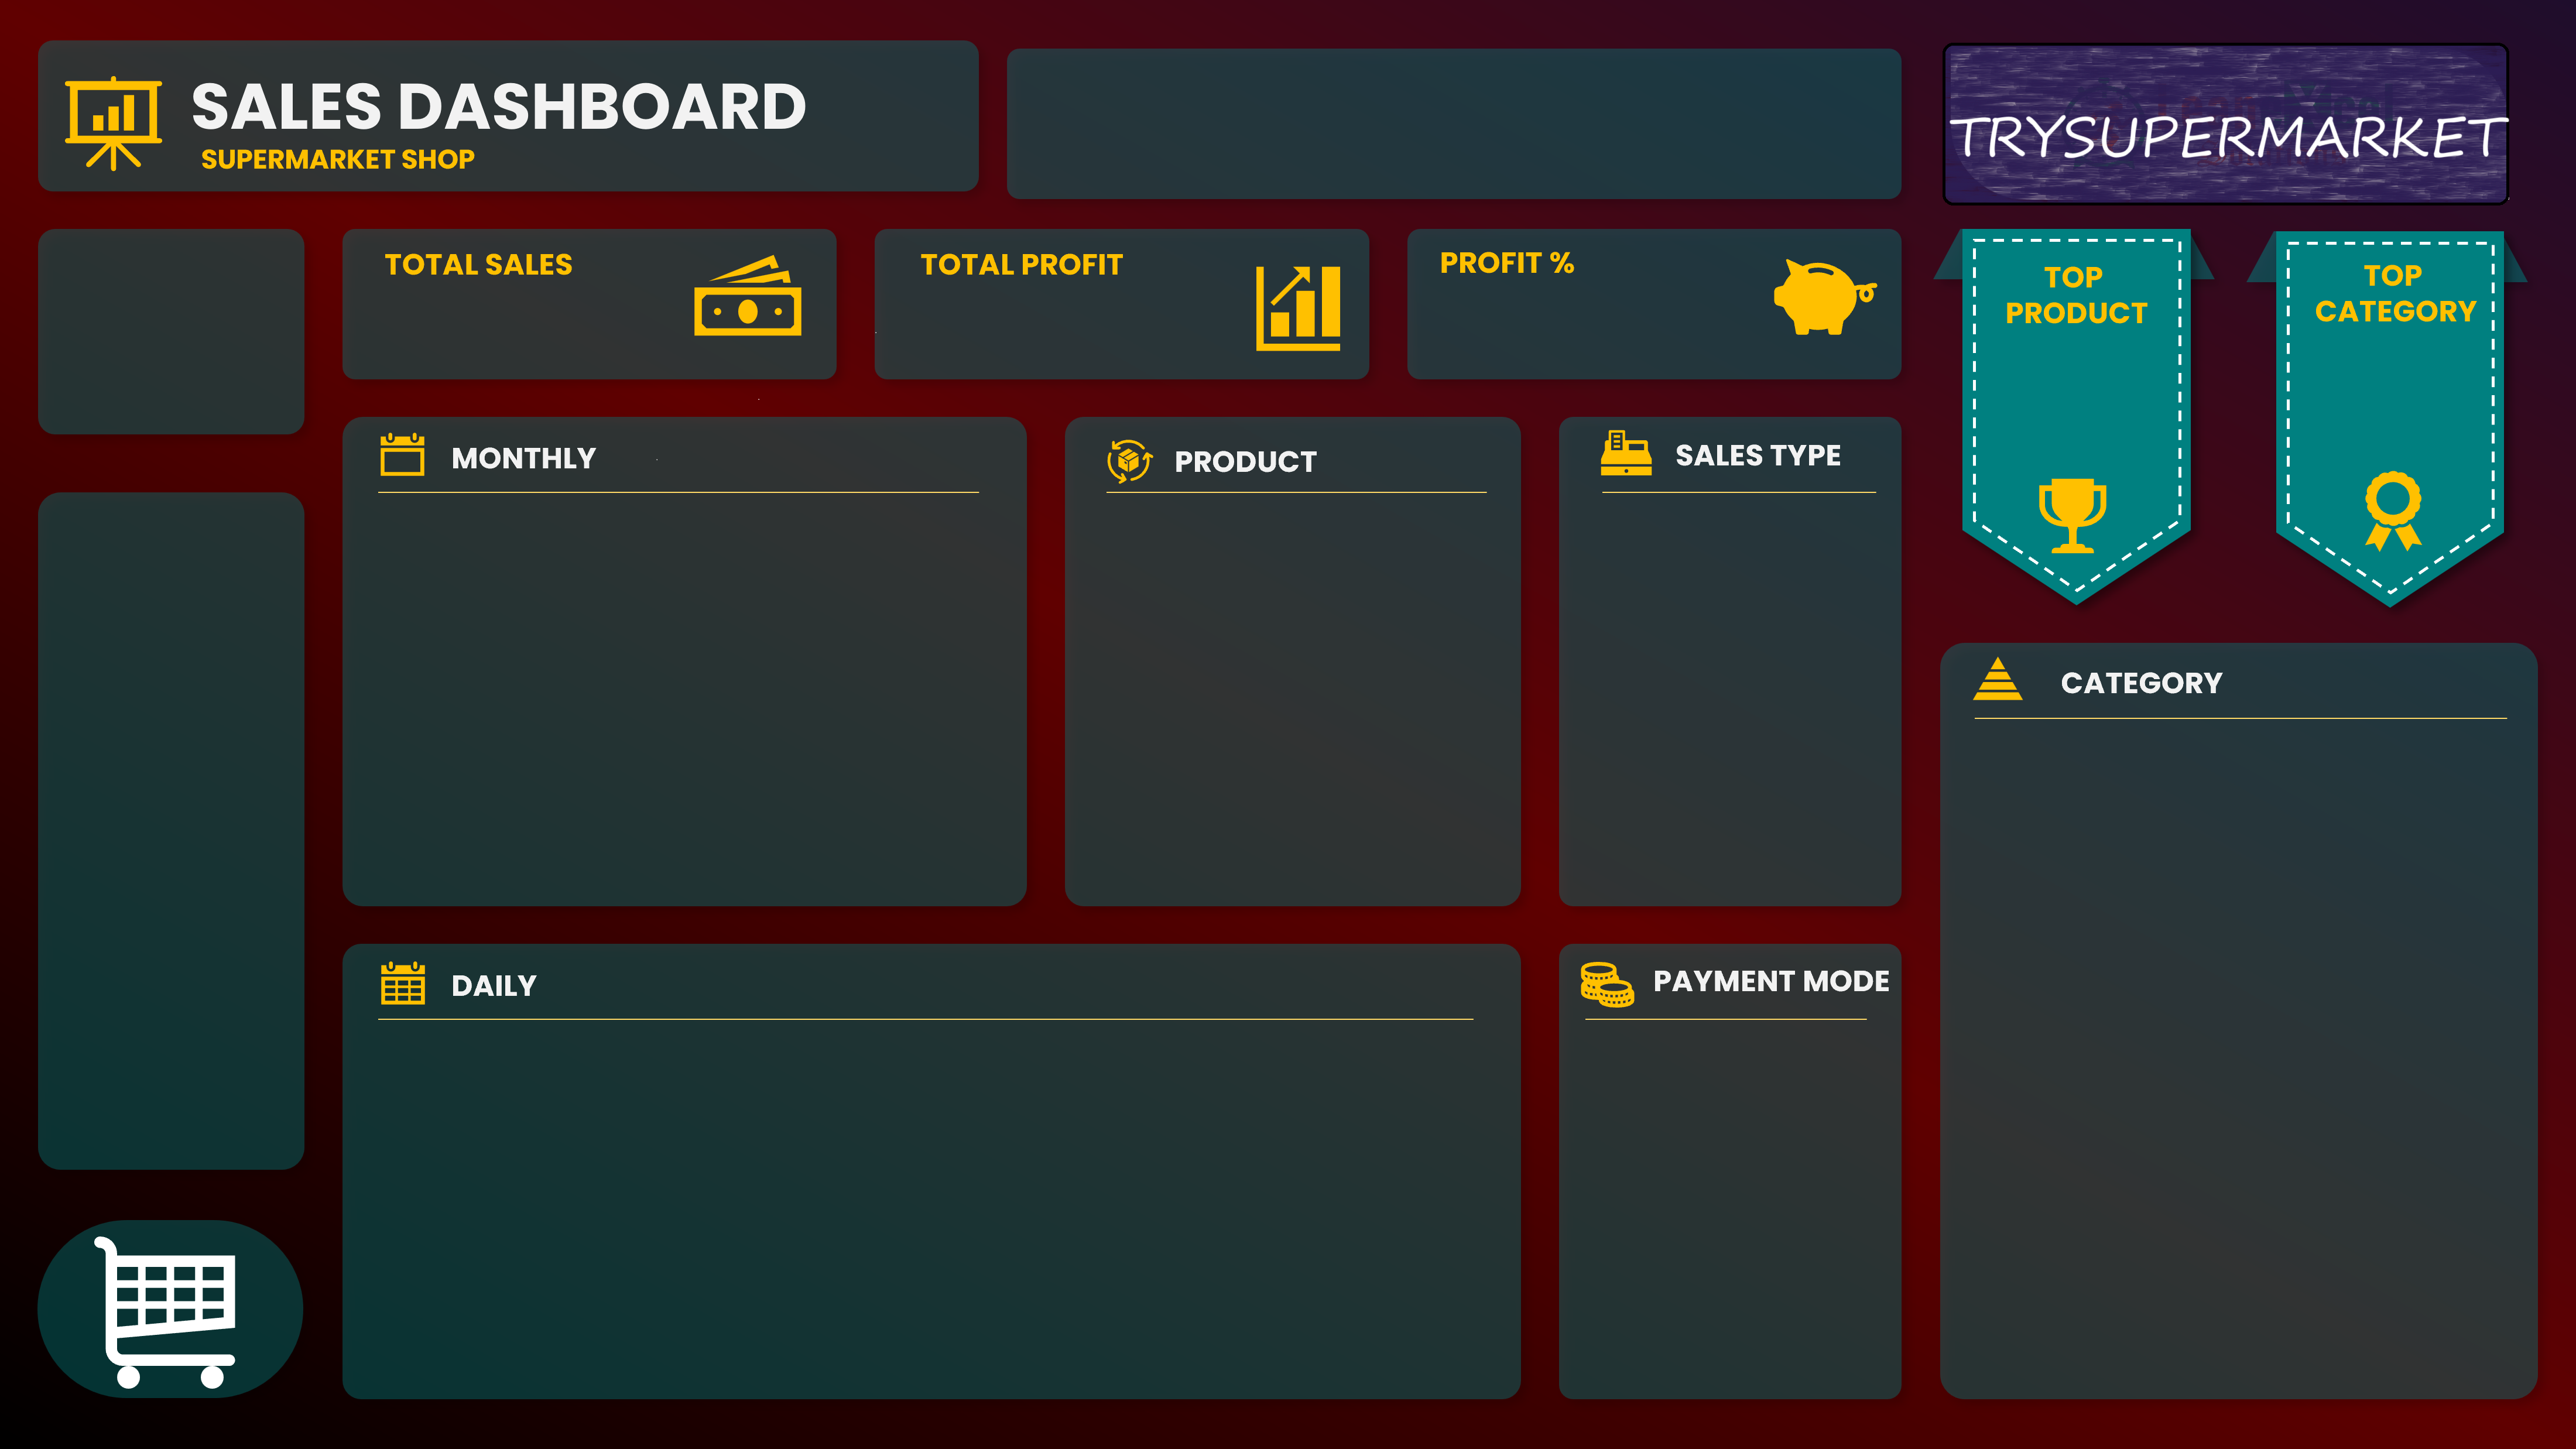 SALES DASHBOARD
SUPERMARKET SHOP
TRYSUPERMARKET
TOTAL SALES
TOTAL PROFIT
PROFIT %
TOP
PRODUCT
TOP
CATEGORY
MONTHLY
PRODUCT
SALES TYPE
CATEGORY
DAILY
PAYMENT MODE